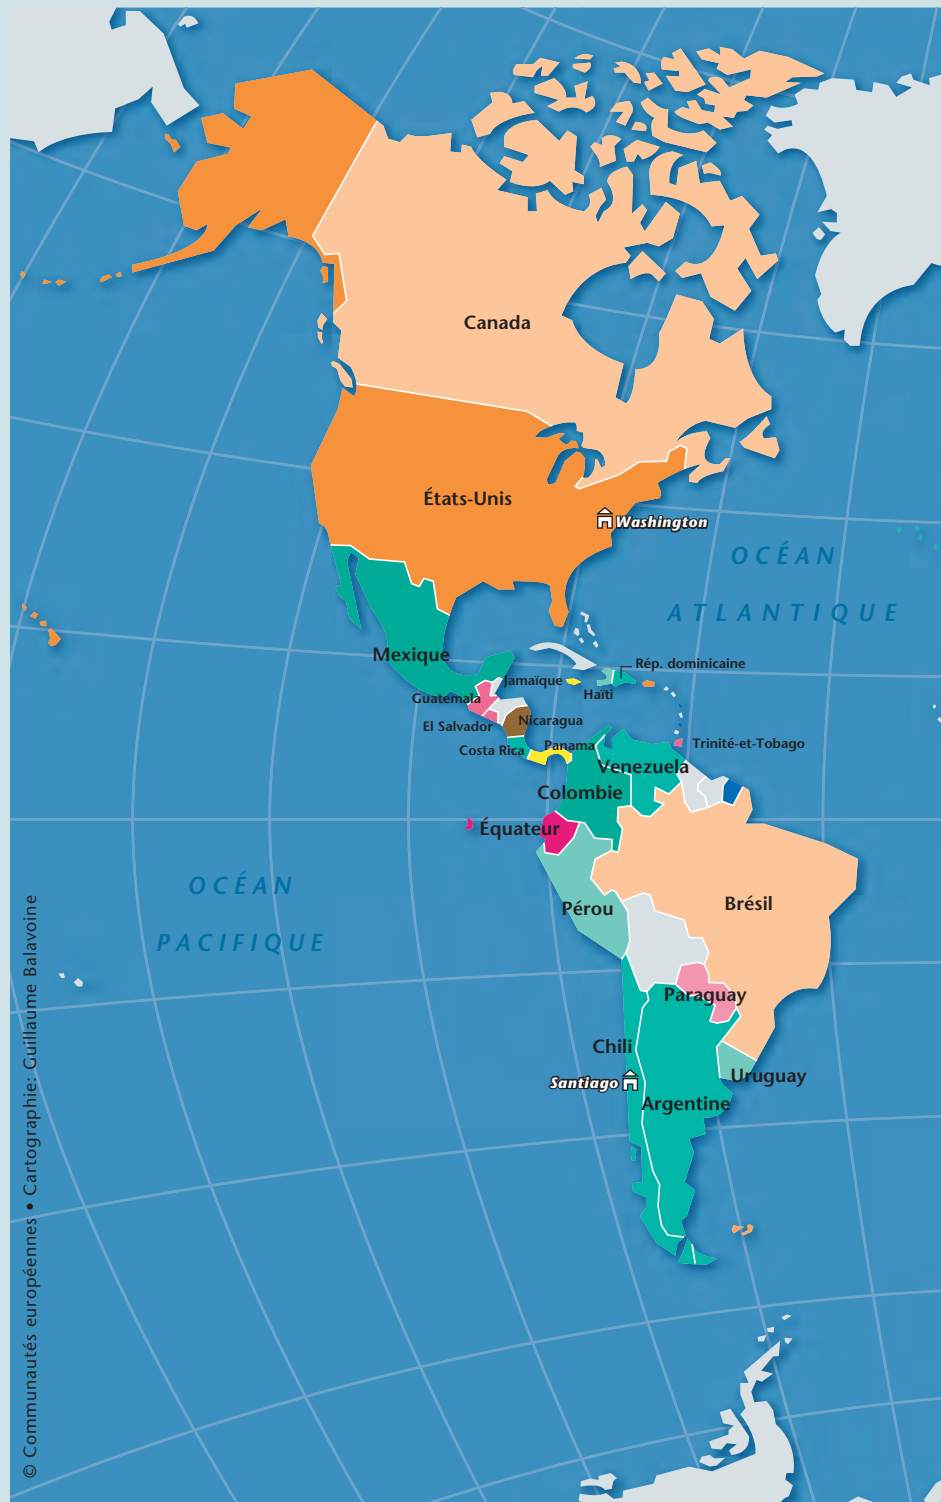 Canada
États-Unis
Washington
OCÉAN
ATLANTIQUE
Mexique
Rép. dominicaine
Jamaïque
Haïti
Guatemala
El Salvador
Nicaragua
Costa Rica
Panama
Trinité-et-Tobago
Venezuela
Colombie
Équateur
OCÉAN
PACIFIQUE
Pérou
Brésil
Paraguay
Chili
Uruguay
Santiago
Argentine
© Communautés européennes • Cartographie: Guillaume Balavoine